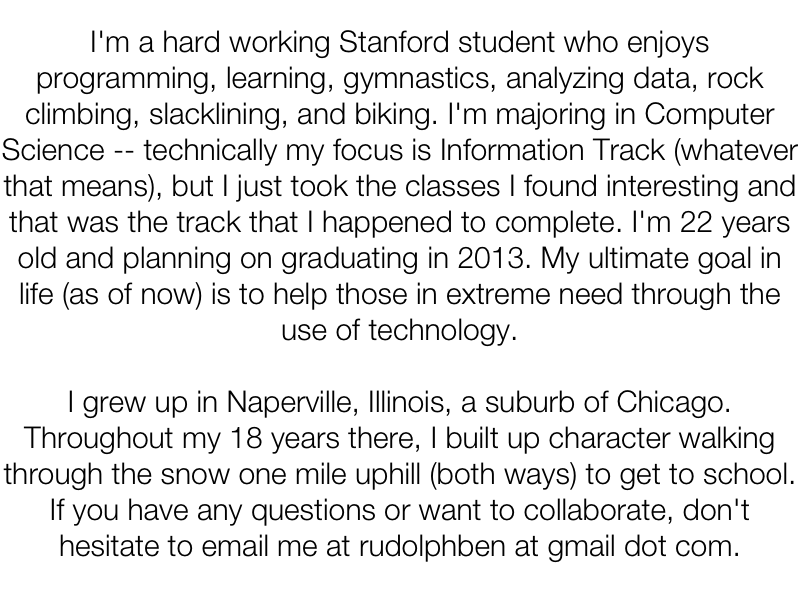 I'm a hard working Stanford student who enjoys
programming, learning, gymnastics, analyzing data, rock
climbing, slacklining, and biking. I'm majoring in Computer
Science -- technically my focus is Information Track (whatever
that means), but I just took the classes I found interesting and
that was the track that I happened to complete. I'm 22 years
old and planning on graduating in 2013. My ultimate goal in
life (as of now) is to help those in extreme need through the
use of technology.

I grew up in Naperville, Illinois, a suburb of Chicago.
Throughout my 18 years there, I built up character walking
through the snow one mile uphill (both ways) to get to school.
If you have any questions or want to collaborate, don't
hesitate to email me at rudolphben at gmail dot com.